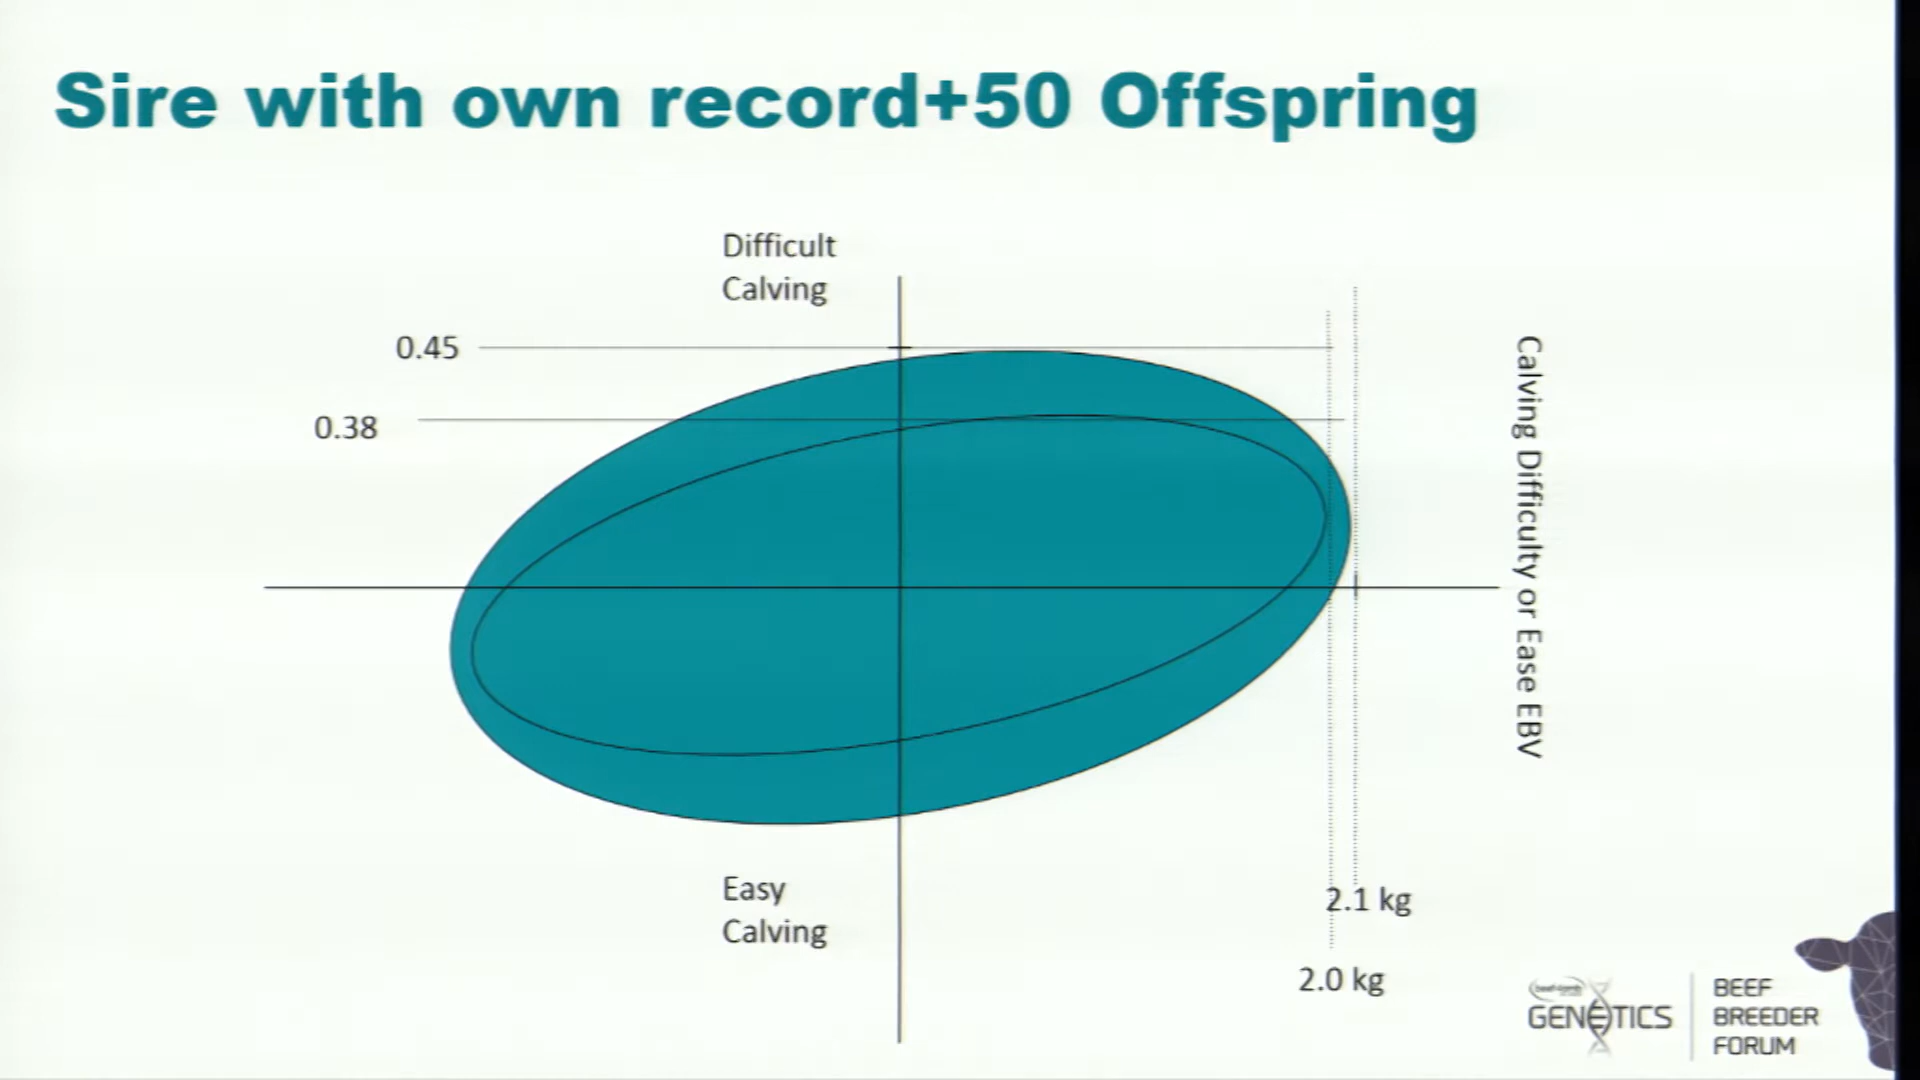 Sire with own record+50 Offspring
Difficult
Calving
0.45
0.38
Calving Difficulty or Ease EBV
Easy
Calving
2.1 kg
2.0 kg
GENETICS
BEEF
BREEDER
FORUM